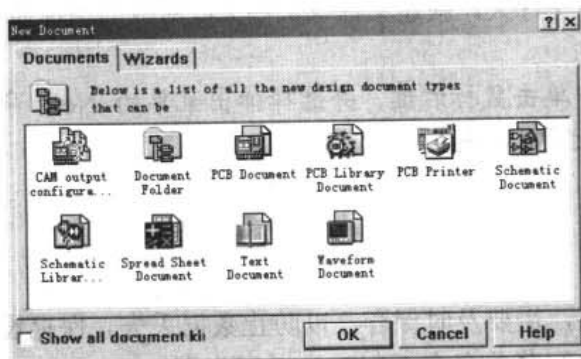 New Document
Documents Wizards
Below is a list of all the new design document types
that can be
CAM output
configura...
Document
Folder
PCB Document
PCB Library
Document
PCB Printer
Schematic
Document
Schematic
Librar...
Spread Sheet
Document
Text
Document
Waveform
Document
Show all document ki
OK
Cancel
Help